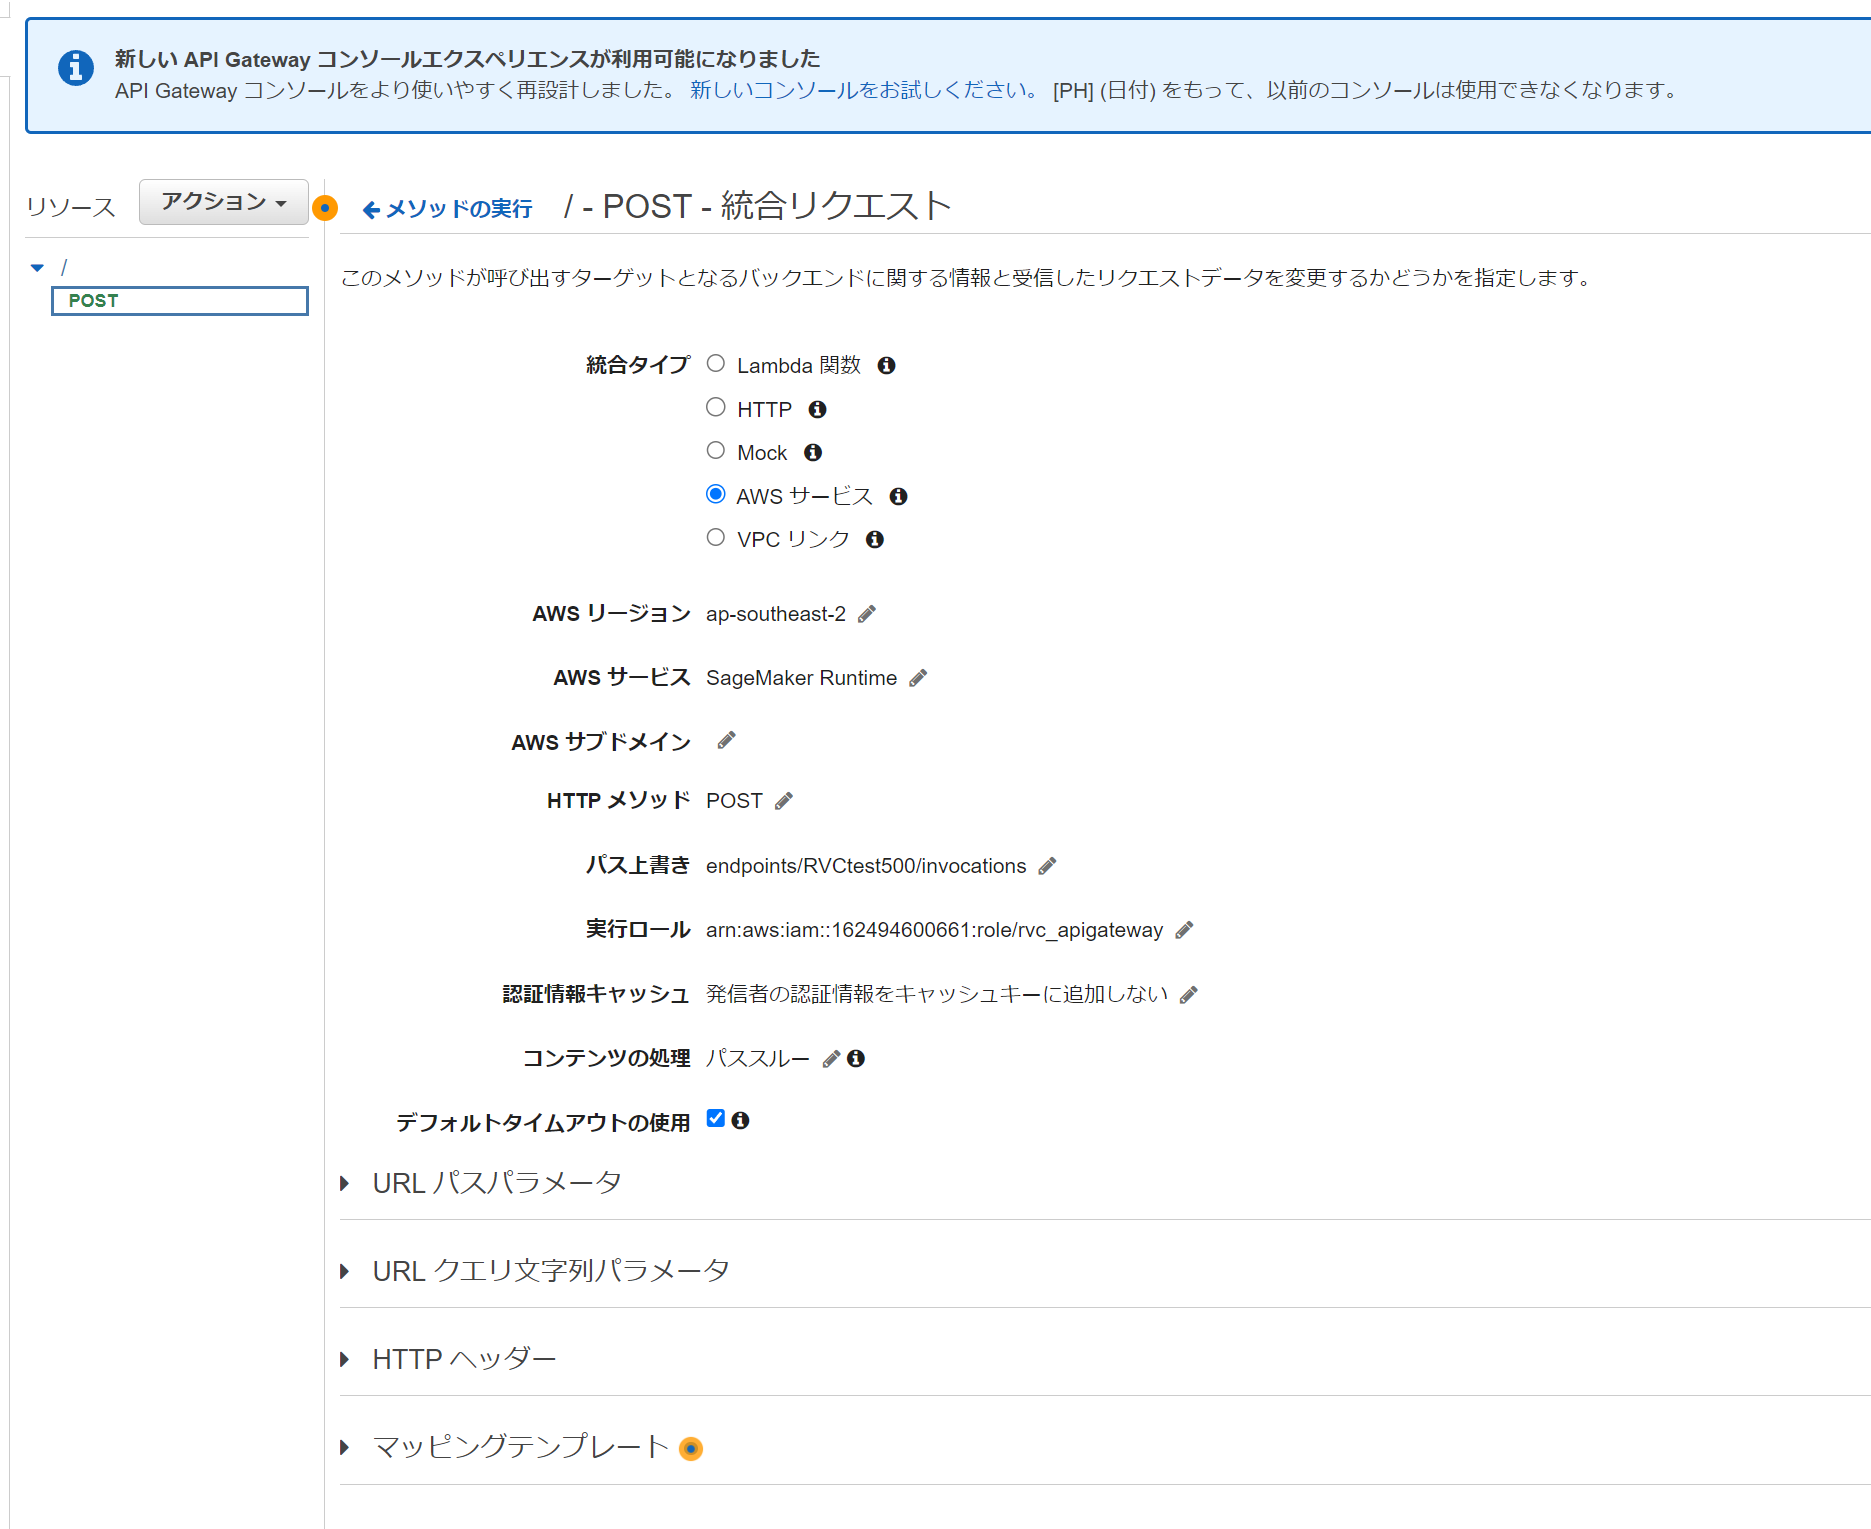 新しい API Gateway コンソールエクスペリエンスが利用可能になりました
API Gateway コンソールをより使いやすく再設計しました。 新しいコンソールをお試しください。 [PH] (日付) をもって、以前のコンソールは使用できなくなります。
リソース
アクション
メソッドの実行
/ - POST - 統合リクエスト
/
POST
このメソッドが呼び出すターゲットとなるバックエンドに関する情報と受信したリクエストデータを変更するかどうかを指定します。
統合タイプ Lambda 関数
HTTP
Mock
AWS サービス
VPC リンク
AWS リージョン ap-southeast-2
AWS サービス SageMaker Runtime
AWS サブドメイン
HTTP メソッド POST
パス上書き endpoints/RVCtest500/invocations
実行ロール arn:aws:iam::162494600661:role/rvc_apigateway
認証情報キャッシュ 発信者の認証情報をキャッシュキーに追加しない
コンテンツの処理 パススルー
デフォルトタイムアウトの使用
URL パスパラメータ
URL クエリ文字列パラメータ
HTTP ヘッダー
マッピングテンプレート